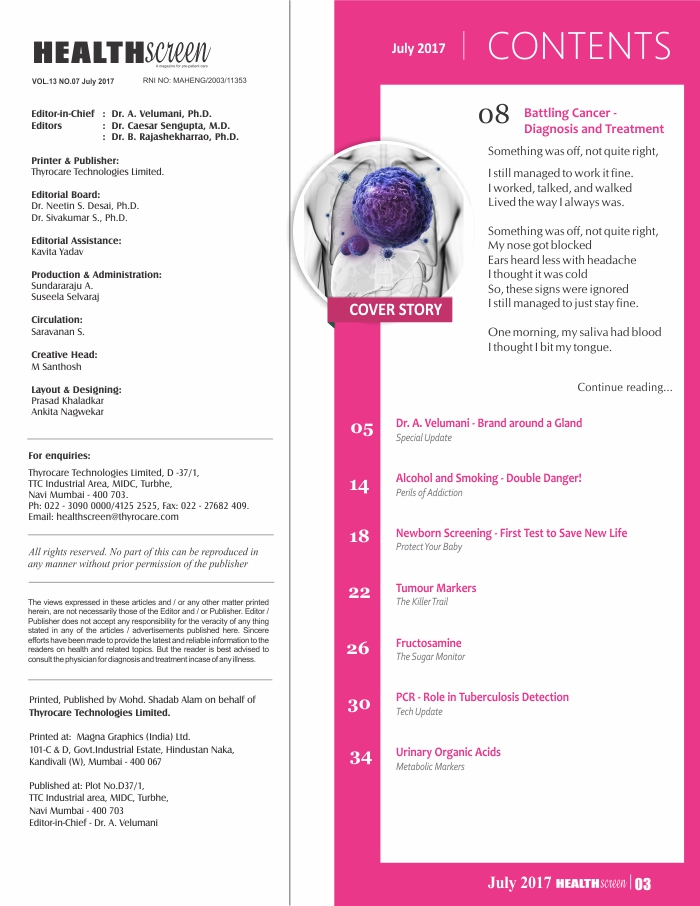 HEALTHscreen
A magazine for pro-patient care
VOL.13 NO.07 July 2017 RNI NO: MAHENG/2003/11353
Editor-in-Chief : Dr. A. Velumani, Ph.D.
Editors : Dr. Caesar Sengupta, M.D.
: Dr. B. Rajashekharrao, Ph.D.
Printer & Publisher:
Thyrocare Technologies Limited.
Editorial Board:
Dr. Neetin S. Desai, Ph.D.
Dr. Sivakumar S., Ph.D.
Editorial Assistance:
Kavita Yadav
Production & Administration:
Sundararaju A.
Suseela Selvaraj
Circulation:
Saravanan S.
Creative Head:
M Santhosh
Layout & Designing:
Prasad Khaladkar
Ankita Nagwekar
For enquiries:
Thyrocare Technologies Limited, D -37/1,
TTC Industrial Area, MIDC, Turbhe,
Navi Mumbai - 400 703.
Ph: 022 - 3090 0000/4125 2525, Fax: 022 - 27682 409.
Email: healthscreen@thyrocare.com
All rights reserved. No part of this can be reproduced in
any manner without prior permission of the publisher
The views expressed in these articles and / or any other matter printed
herein, are not necessarily those of the Editor and / or Publisher. Editor /
Publisher does not accept any responsibility for the veracity of any thing
stated in any of the articles / advertisements published here. Sincere
efforts have been made to provide the latest and reliable information to the
readers on health and related topics. But the reader is best advised to
consult the physician for diagnosis and treatment incase of any illness.
Printed, Published by Mohd. Shadab Alam on behalf of
Thyrocare Technologies Limited.
Printed at: Magna Graphics (India) Ltd.
101-C & D, Govt.Industrial Estate, Hindustan Naka,
Kandivali (W), Mumbai - 400 067
Published at: Plot No.D37/1,
TTC Industrial area, MIDC, Turbhe,
Navi Mumbai - 400 703
Editor-in-Chief - Dr. A. Velumani
July 2017 | CONTENTS
08 Battling Cancer -
Diagnosis and Treatment
Something was off, not quite right,
I still managed to work it fine.
I worked, talked, and walked
Lived the way I always was.
Something was off, not quite right,
My nose got blocked
Ears heard less with headache
I thought it was cold
So, these signs were ignored
I still managed to just stay fine.
One morning, my saliva had blood
I thought I bit my tongue.
Continue reading...
COVER STORY
05 Dr. A. Velumani - Brand around a Gland
Special Update
14 Alcohol and Smoking - Double Danger!
Perils of Addiction
18 Newborn Screening - First Test to Save New Life
Protect Your Baby
22 Tumour Markers
The Killer Trail
26 Fructosamine
The Sugar Monitor
30 PCR - Role in Tuberculosis Detection
Tech Update
34 Urinary Organic Acids
Metabolic Markers
July 2017 HEALTHscreen | 03